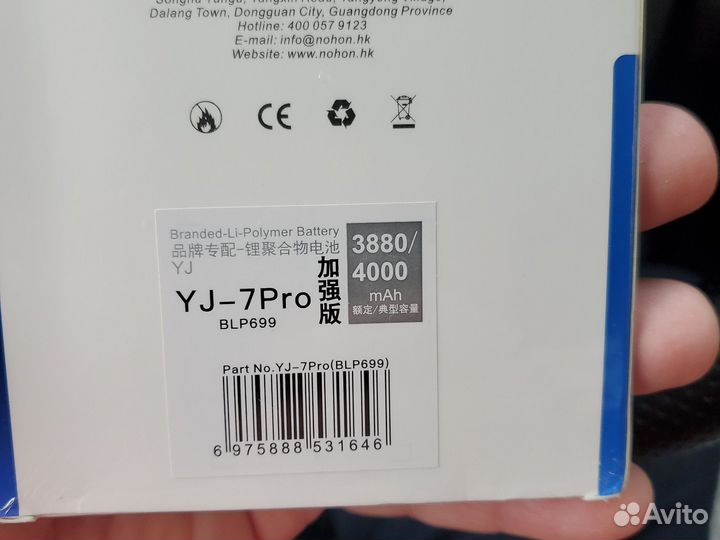 Dalang Town, Dongguan City, Guangdong Province
Hotline: 400 057 9123
E-mail: info@nohon.hk
Website: www.nohon.hk
CE
Branded-Li-Polymer Battery
品牌专配-锂聚合物电池
YJ
YJ-7Pro
BLP699
加强版
3880/
4000
mAh
额定/典型容量
Part No.YJ-7Pro(BLP699)
6 975888 531646
Avito